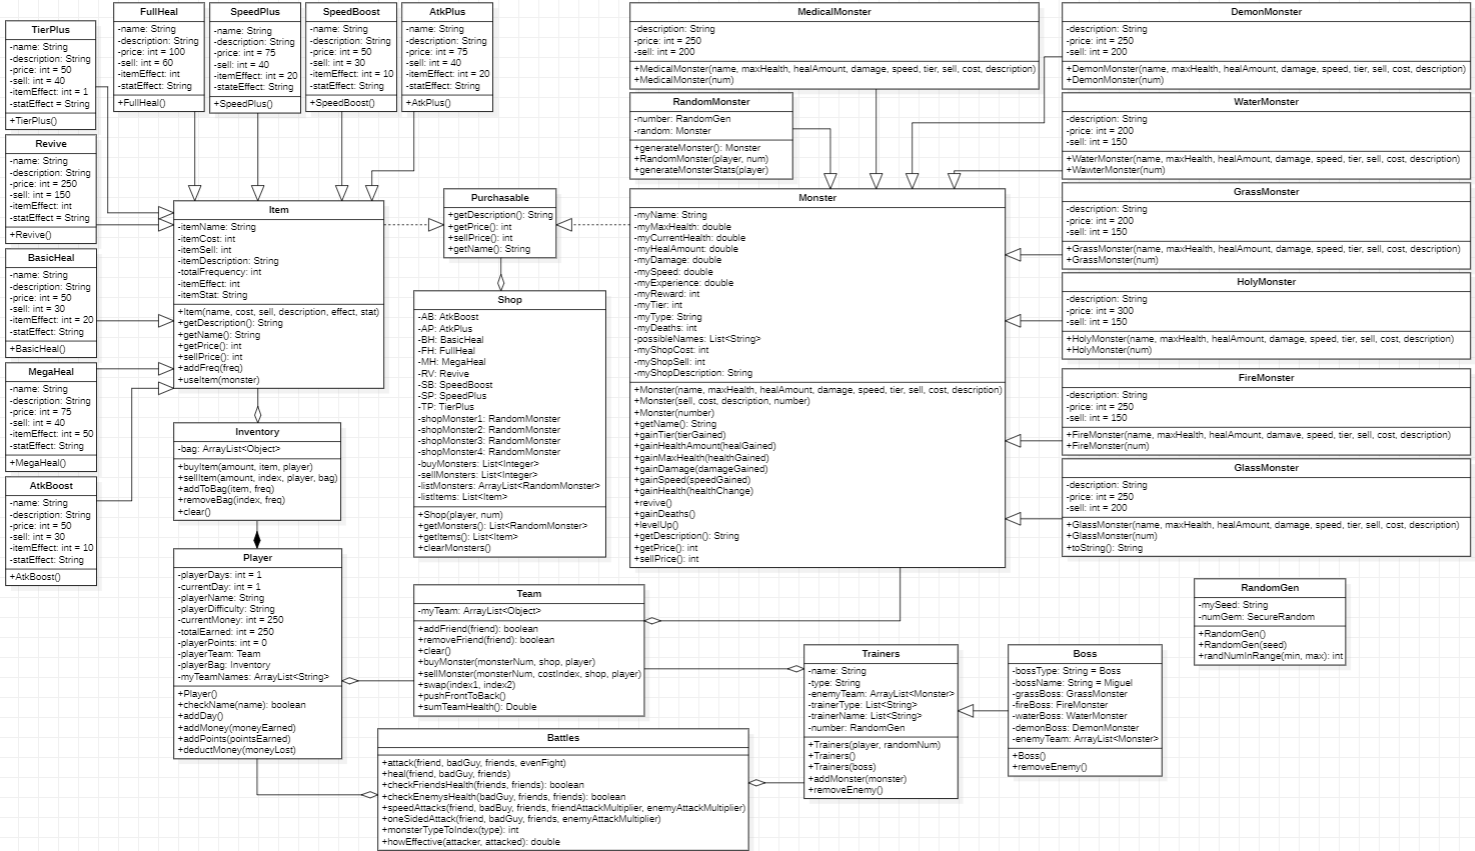 TierPlus
-name: String
-description: String
-price: int = 50
-sell: int = 40
-itemEffect: int = 1
-statEffect = String
+TierPlus()
FullHeal
-name: String
-description: String
-price: int = 100
-sell: int = 60
-itemEffect: int
-statEffect: String
+FullHeal()
SpeedPlus
-name: String
-description: String
-price: int = 75
-sell: int = 40
-itemEffect: int = 20
-stateEffect: String
+SpeedPlus()
SpeedBoost
-name: String
-description: String
-price: int = 50
-sell: int = 30
-itemEffect: int = 10
-statEffect: String
+SpeedBoost()
AtkPlus
-name: String
-description: String
-price: int = 75
-sell: int = 40
-itemEffect: int = 20
-statEffect: String
+AtkPlus()
Revive
-name: String
-description: String
-price: int = 250
-sell: int = 150
-itemEffect: int
-statEffect = String
+Revive()
BasicHeal
-name: String
-description: String
-price: int = 50
-sell: int = 30
-itemEffect: int = 20
-statEffect: String
+BasicHeal()
MegaHeal
-name: String
-description: String
-price: int = 75
-sell: int = 40
-itemEffect: int = 50
-statEffect: String
+MegaHeal()
AtkBoost
-name: String
-description: String
-price: int = 50
-sell: int = 30
-itemEffect: int = 10
-statEffect: String
+AtkBoost()
Item
-itemName: String
-itemCost: int
-itemSell: int
-itemDescription: String
-totalFrequency: int
-itemEffect: int
-itemStat: String
+Item(name, cost, sell, description, effect, stat)
+getDescription(): String
+getName(): String
+getPrice(): int
+sellPrice(): int
+addFreq(freq)
+useItem(monster)
Inventory
-bag: ArrayList<Object>
+buyItem(amount, item, player)
+sellItem(amount, index, player, bag)
+addToBag(item, freq)
+removeBag(index, freq)
+clear()
Player
-playerDays: int = 1
-currentDay: int = 1
-playerName: String
-playerDifficulty: String
-currentMoney: int = 250
-totalEarned: int = 250
-playerPoints: int = 0
-playerTeam: Team
-playerBag: Inventory
-myTeamNames: ArrayList<String>
+Player()
+checkName(name): boolean
+addDay()
+addMoney(moneyEarned)
+addPoints(pointsEarned)
+deductMoney(moneyLost)
Purchasable
+getDescription(): String
+getPrice(): int
+sellPrice(): int
+getName(): String
Shop
-AB: AtkBoost
-AP: AtkPlus
-BH: BasicHeal
-FH: FullHeal
-MH: MegaHeal
-RV: Revive
-SB: SpeedBoost
-SP: SpeedPlus
-TP: TierPlus
-shopMonster1: RandomMonster
-shopMonster2: RandomMonster
-shopMonster3: RandomMonster
-shopMonster4: RandomMonster
-buyMonsters: List<Integer>
-sellMonsters: List<Integer>
-listMonsters: ArrayList<RandomMonster>
-listItems: List<Item>
+Shop(player, num)
+getMonsters(): List<RandomMonster>
+getItems(): List<Item>
+clearMonsters()
Team
-myTeam: ArrayList<Object>
+addFriend(friend): boolean
+removeFriend(friend): boolean
+clear()
+buyMonster(monsterNum, shop, player)
+sellMonster(monsterNum, costIndex, shop, player)
+swap(index1, index2)
+pushFrontToBack()
+sumTeamHealth(): Double
Battles
+attack(friend, badGuy, friends, evenFight)
+heal(friend, badGuy, friends)
+checkFriendsHealth(friends, friends): boolean
+checkEnemysHealth(badGuy, friends, friends): boolean
+speedAttacks(friend, badBuy, friends, friendAttackMultiplier, enemyAttackMultiplier)
+oneSidedAttack(friend, badGuy, friends, enemyAttackMultiplier)
+monsterTypeToIndex(type): int
+howEffective(attacker, attacked): double
MedicalMonster
-description: String
-price: int = 250
-sell: int = 200
+MedicalMonster(name, maxHealth, healAmount, damage, speed, tier, sell, cost, description)
+MedicalMonster(num)
RandomMonster
-number: RandomGen
-random: Monster
+generateMonster(): Monster
+RandomMonster(player, num)
+generateMonsterStats(player)
Monster
-myName: String
-myMaxHealth: double
-myCurrentHealth: double
-myHealAmount: double
-myDamage: double
-mySpeed: double
-myExperience: double
-myReward: int
-myTier: int
-myType: String
-myDeaths: int
-possibleNames: List<String>
-myShopCost: int
-myShopSell: int
-myShopDescription: String
+Monster(name, maxHealth, healAmount, damage, speed, tier, sell, cost, description)
+Monster(sell, cost, description, number)
+Monster(number)
+getName(): String
+gainTier(tierGained)
+gainHealthAmount(healGained)
+gainMaxHealth(healthGained)
+gainDamage(damageGained)
+gainSpeed(speedGained)
+gainHealth(healthChange)
+revive()
+gainDeaths()
+levelUp()
+getDescription(): String
+getPrice(): int
+sellPrice(): int
Trainers
-name: String
-type: String
-enemyTeam: ArrayList<Monster>
-trainerType: List<String>
-trainerName: List<String>
-number: RandomGen
+Trainers(player, randomNum)
+Trainers()
+Trainers(boss)
+addMonster(monster)
+removeEnemy()
Boss
-bossType: String = Boss
-bossName: String = Miguel
-grassBoss: GrassMonster
-fireBoss: FireMonster
-waterBoss: WaterMonster
-demonBoss: DemonMonster
-enemyTeam: ArrayList<Monster>
+Boss()
+removeEnemy()
DemonMonster
-description: String
-price: int = 250
-sell: int = 200
+DemonMonster(name, maxHealth, healAmount, damage, speed, tier, sell, cost, description)
+DemonMonster(num)
WaterMonster
-description: String
-price: int = 200
-sell: int = 150
+WaterMonster(name, maxHealth, healAmount, damage, speed, tier, sell, cost, description)
+WawterMonster(num)
GrassMonster
-description: String
-price: int = 200
-sell: int = 150
+GrassMonster(name, maxHealth, healAmount, damage, speed, tier, sell, cost, description)
+GrassMonster(num)
HolyMonster
-description: String
-price: int = 300
-sell: int = 150
+HolyMonster(name, maxHealth, healAmount, damage, speed, tier, sell, cost, description)
+HolyMonster(num)
FireMonster
-description: String
-price: int = 250
-sell: int = 150
+FireMonster(name, maxHealth, healAmount, damave, speed, tier, sell, cost, description)
+FireMonster(num)
GlassMonster
-description: String
-price: int = 250
-sell: int = 200
+GlassMonster(name, maxHealth, healAmount, damage, speed, tier, sell, cost, description)
+GlassMonster(num)
+toString(): String
RandomGen
-mySeed: String
-numGem: SecureRandom
+RandomGen()
+RandomGen(seed)
+randNumInRange(min, max): int